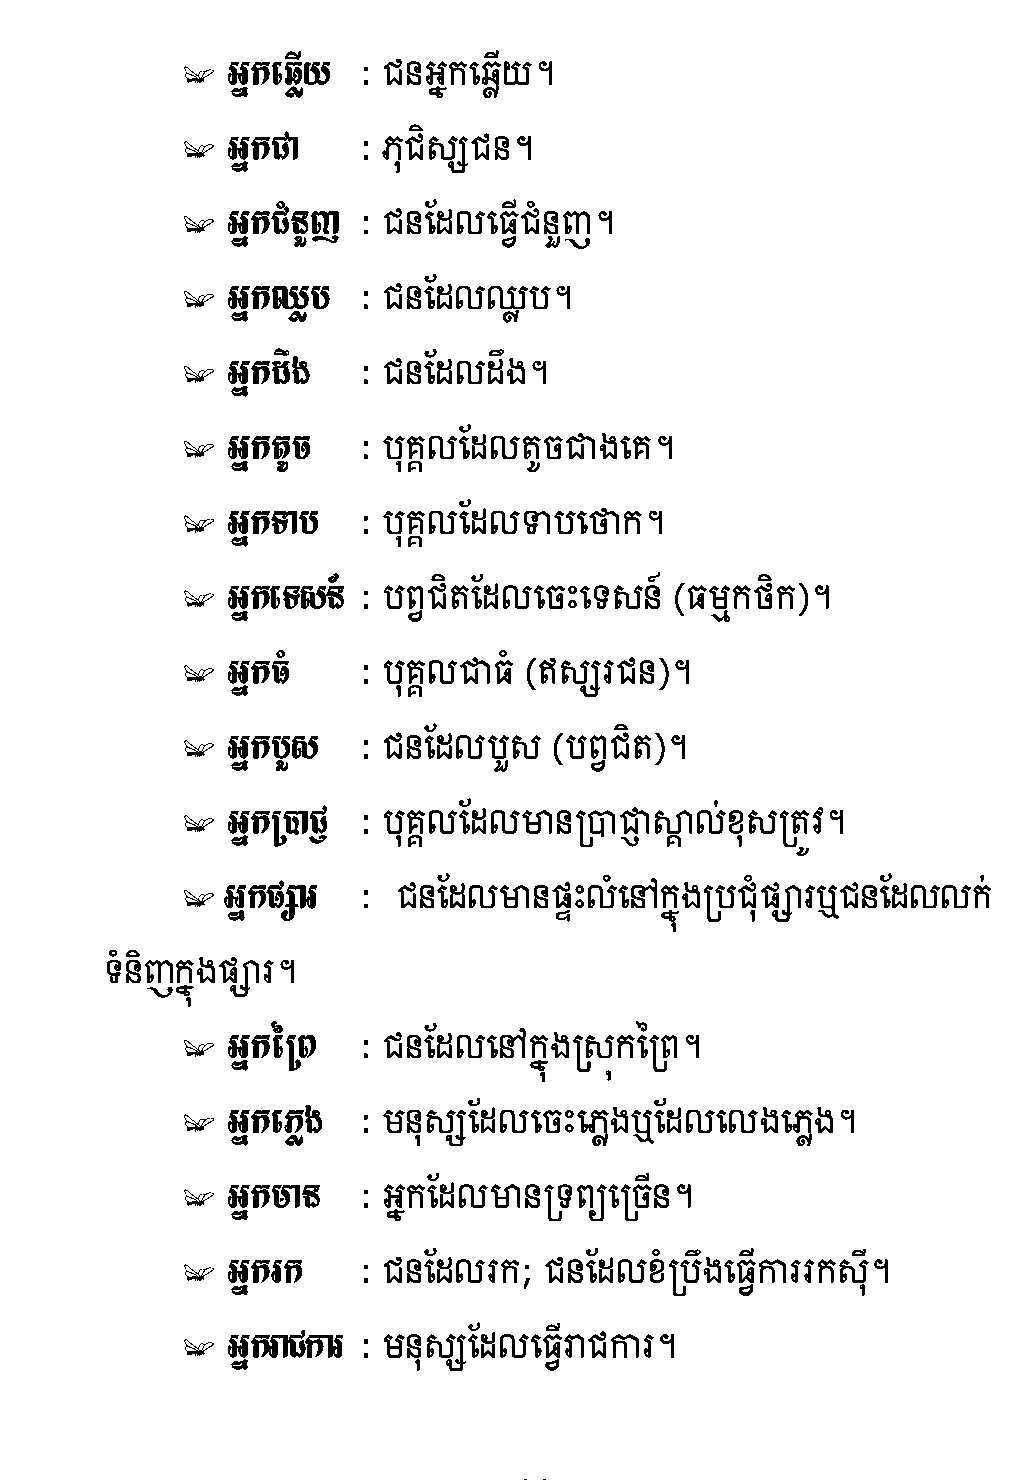 អ្នកឆ្លើយ : ជនអ្នកឆ្លើយ។
អ្នកជា : ភុជិស្សជន។
អ្នកជំនួញ : ជនដែលធ្វើជំនួញ។
អ្នកឈ្លប : ជនដែលឈ្លប។
អ្នកដឹង : ជនដែលដឹង។
អ្នកតូច : បុគ្គលដែលតូចជាងគេ។
អ្នកទាប : បុគ្គលដែលទាបថោក។
អ្នកទេសន៍ : បព្វជិតដែលចេះទេសន៍ (ធម្មកថិក)។
អ្នកធំ : បុគ្គលជាធំ (ឥស្សរជន)។
អ្នកបួស : ជនដែលបួស (បព្វជិត)។
អ្នកប្រាជ្ញ : បុគ្គលដែលមានប្រាជ្ញាស្គាល់ខុសត្រូវ។
អ្នកផ្សារ : ជនដែលមានផ្ទះលំនៅក្នុងប្រជុំផ្សារឬជនដែលលក់
ទំនិញក្នុងផ្សារ។
អ្នកព្រៃ : ជនដែលនៅក្នុងស្រុកព្រៃ។
អ្នកភ្លេង : មនុស្សដែលចេះភ្លេងឬដែលលេងភ្លេង។
អ្នកមាន : អ្នកដែលមានទ្រព្យច្រើន។
អ្នករក : ជនដែលរក; ជនដែលខំប្រឹងធ្វើការរកស៊ី។
អ្នករាជការ : មនុស្សដែលធ្វើរាជការ។